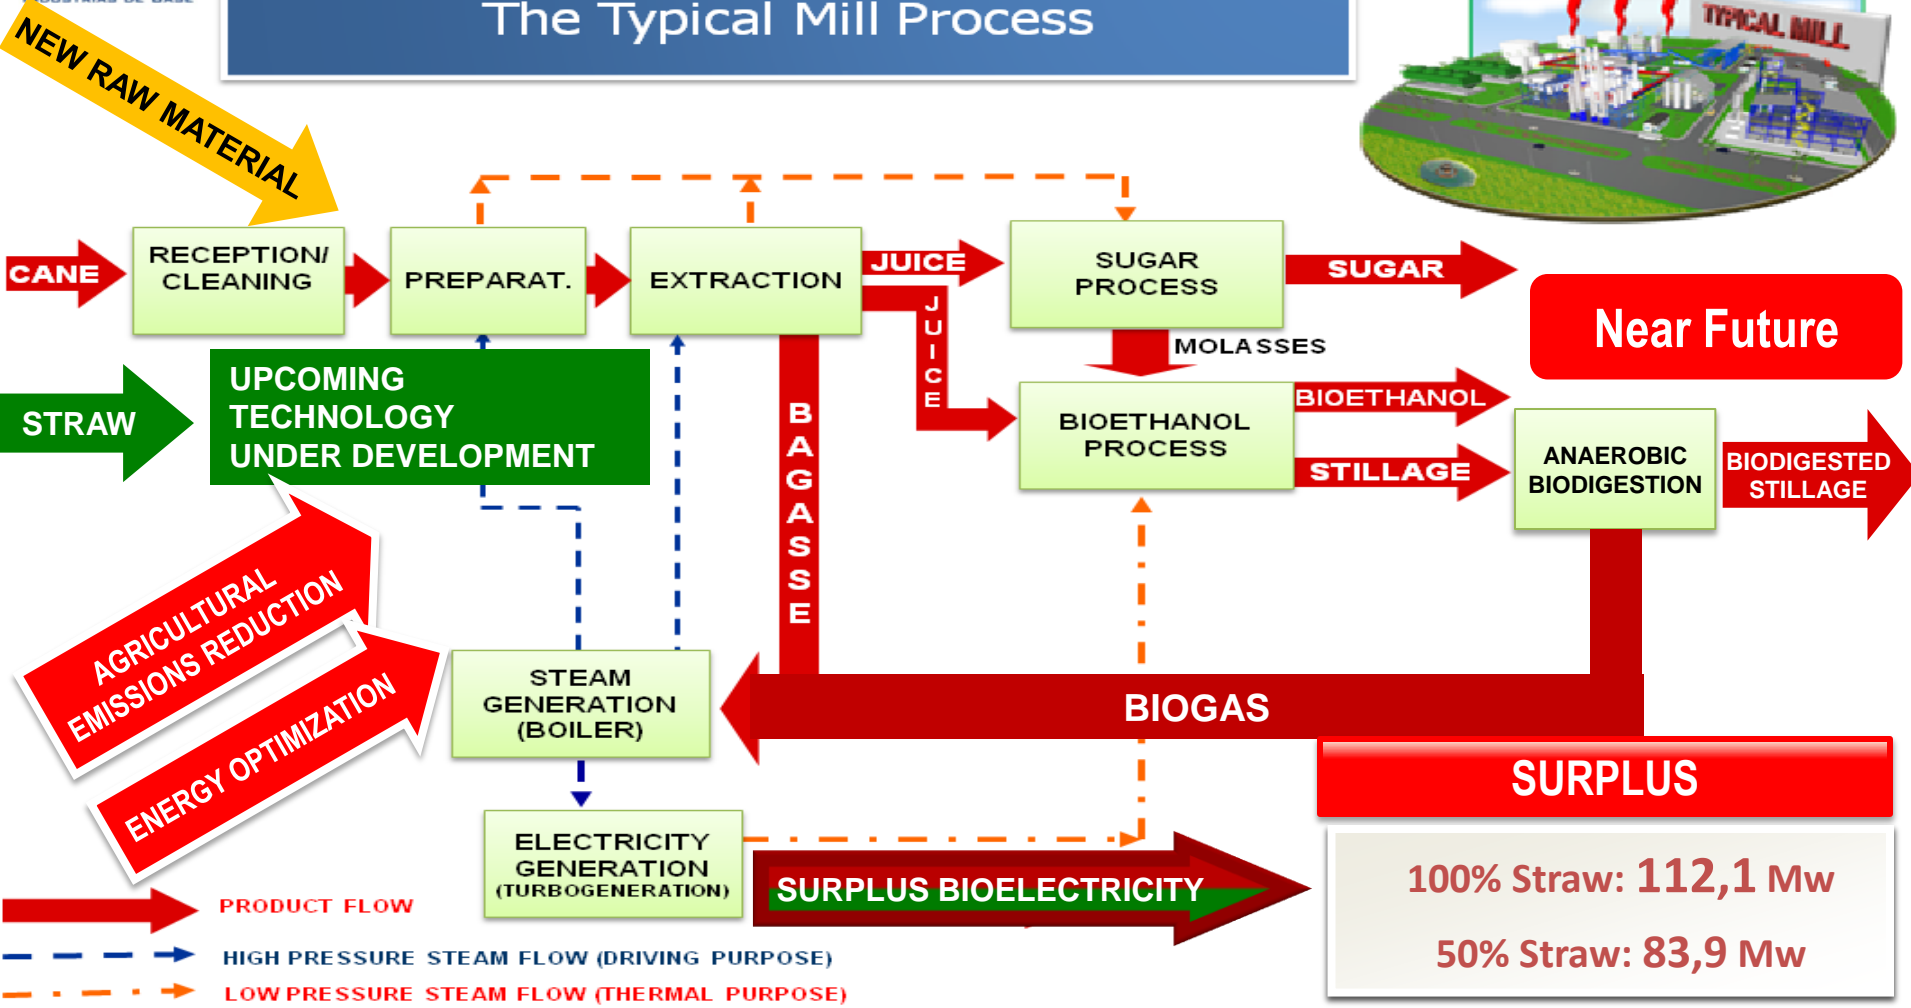 INDÚSTRIAS DE BASE
The Typical Mill Process
TYPICAL MILL
NEW RAW MATERIAL
CANE
RECEPTION/
CLEANING
PREPARAT.
EXTRACTION
JUICE
JUICE
SUGAR
PROCESS
SUGAR
Near Future
MOLASSES
STRAW
UPCOMING
TECHNOLOGY
UNDER DEVELOPMENT
BAGASSE
BIOETHANOL
PROCESS
BIOETHANOL
STILLAGE
ANAEROBIC
BIODIGESTION
BIODIGESTED
STILLAGE
AGRICULTURAL
EMISSIONS REDUCTION
ENERGY OPTIMIZATION
STEAM
GENERATION
(BOILER)
BIOGAS
SURPLUS
ELECTRICITY
GENERATION
(TURBOGENERATION)
SURPLUS BIOELECTRICITY
100% Straw: 112,1 Mw
50% Straw: 83,9 Mw
PRODUCT FLOW
HIGH PRESSURE STEAM FLOW (DRIVING PURPOSE)
LOW PRESSURE STEAM FLOW (THERMAL PURPOSE)